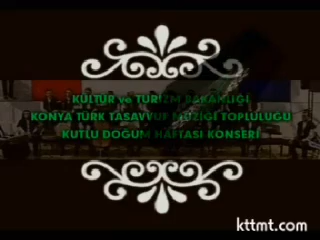 KÜLTÜR ve TURİZM BAKANLIĞI
KONYA TÜRK TASAVVUF MÜZİĞİ TOPLULUĞU
KUTLU DOĞUM HAFTASI KONSERİ
kttmt.com